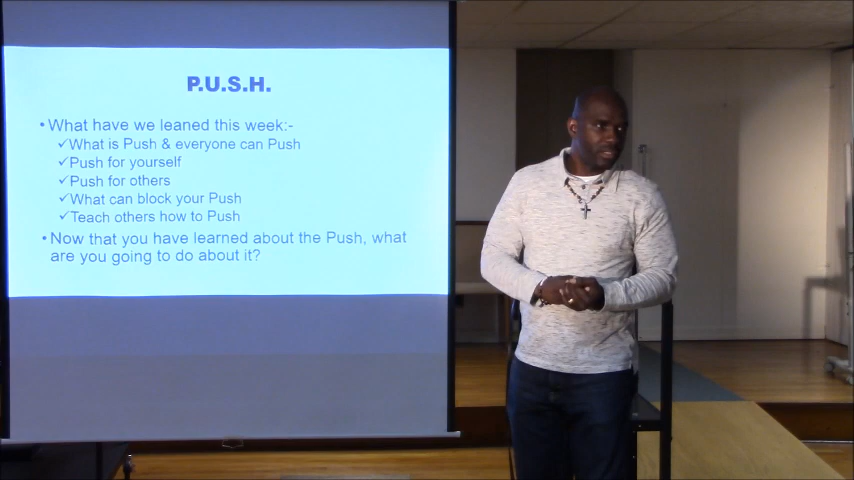 P.U.S.H.
• What have we leaned this week:-
✓What is Push & everyone can Push
✓Push for yourself
✓Push for others
✓What can block your Push
✓Teach others how to Push
• Now that you have learned about the Push, what
are you going to do about it?